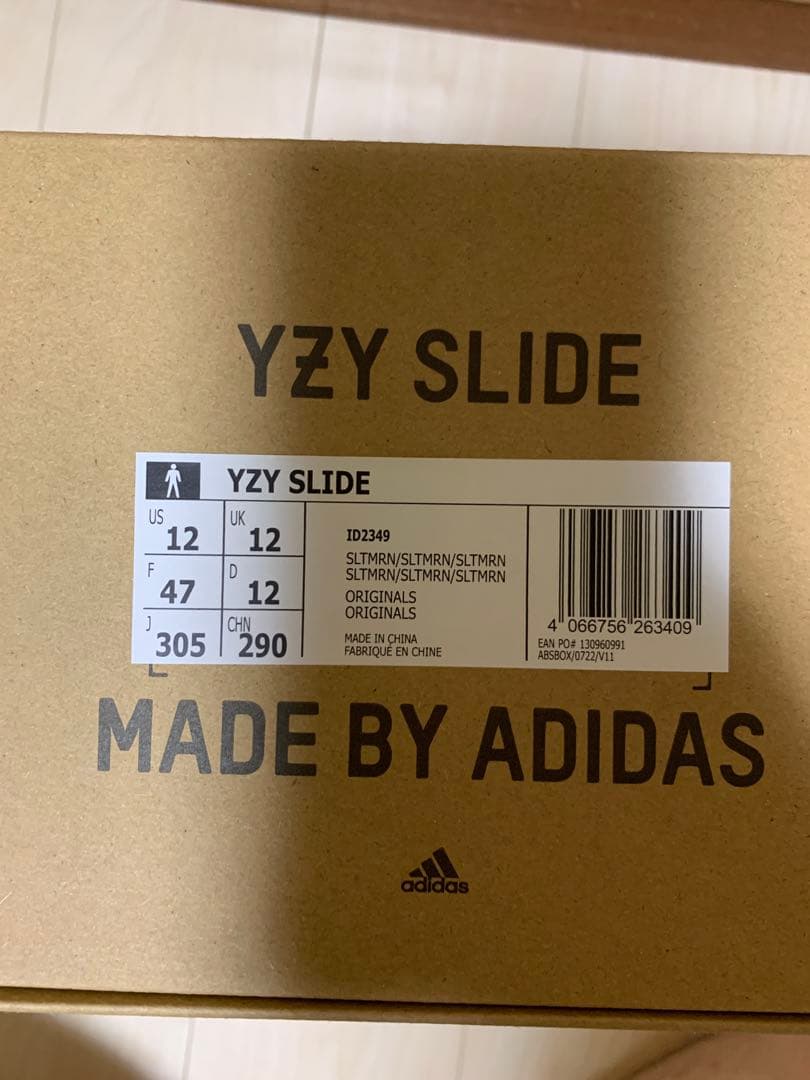 YZY SLIDE
YZY SLIDE
US 12 UK 12
F 47 D 12
J 305 CHN 290
ID2349
SLTMRN/SLTMRN/SLTMRN
SLTMRN/SLTMRN/SLTMRN
ORIGINALS
ORIGINALS
MADE IN CHINA
FABRIQUÉ EN CHINE
4 066756 263409
EAN PO# 130960991
ABSBOX/0722/V11
MADE BY ADIDAS
adidas